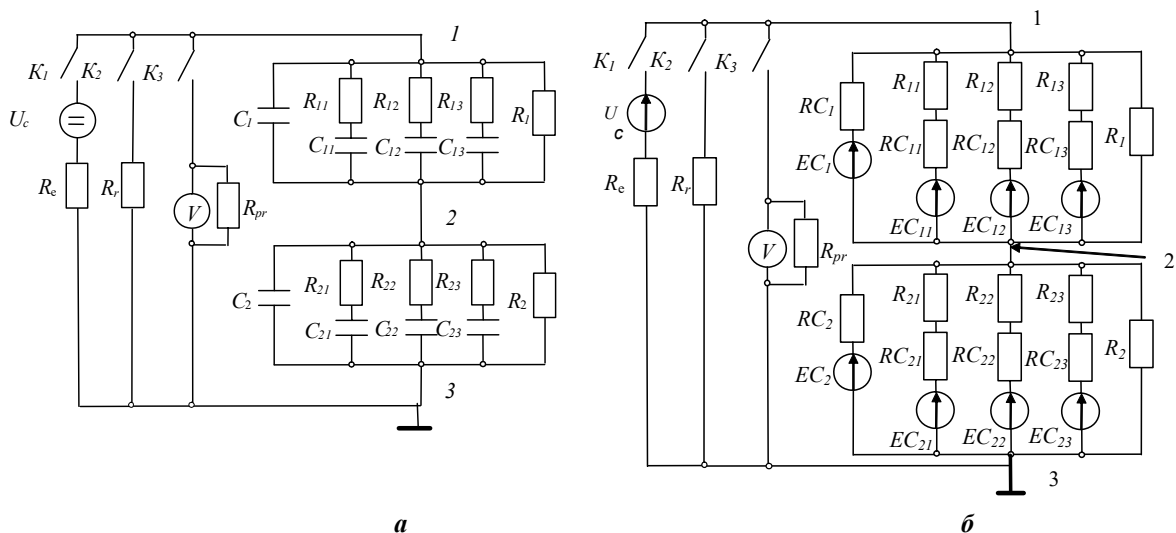 1
K1 K2 K3
Uc
Re Rr V Rpr
C1 R11 R12 R13 R1
C11 C12 C13
2
C2 R21 R22 R23 R2
C21 C22 C23
3
а
1
K1 K2 K3
U
c
Re Rr V Rpr
RC1 R11 R12 R13 R1
RC11 RC12 RC13
EC1
EC11 EC12 EC13
2
RC2 R21 R22 R23 R2
RC21 RC22 RC23
EC2
EC21 EC22 EC23
3
б